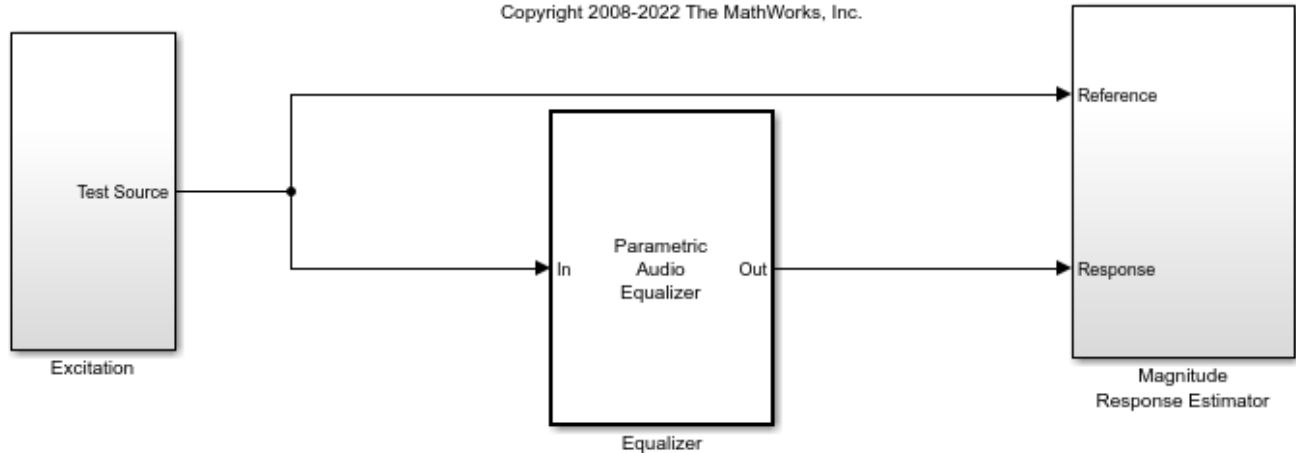 Copyright 2008-2022 The MathWorks, Inc.
Test Source
Excitation
In
Parametric
Audio
Equalizer
Out
Equalizer
Reference
Response
Magnitude
Response Estimator